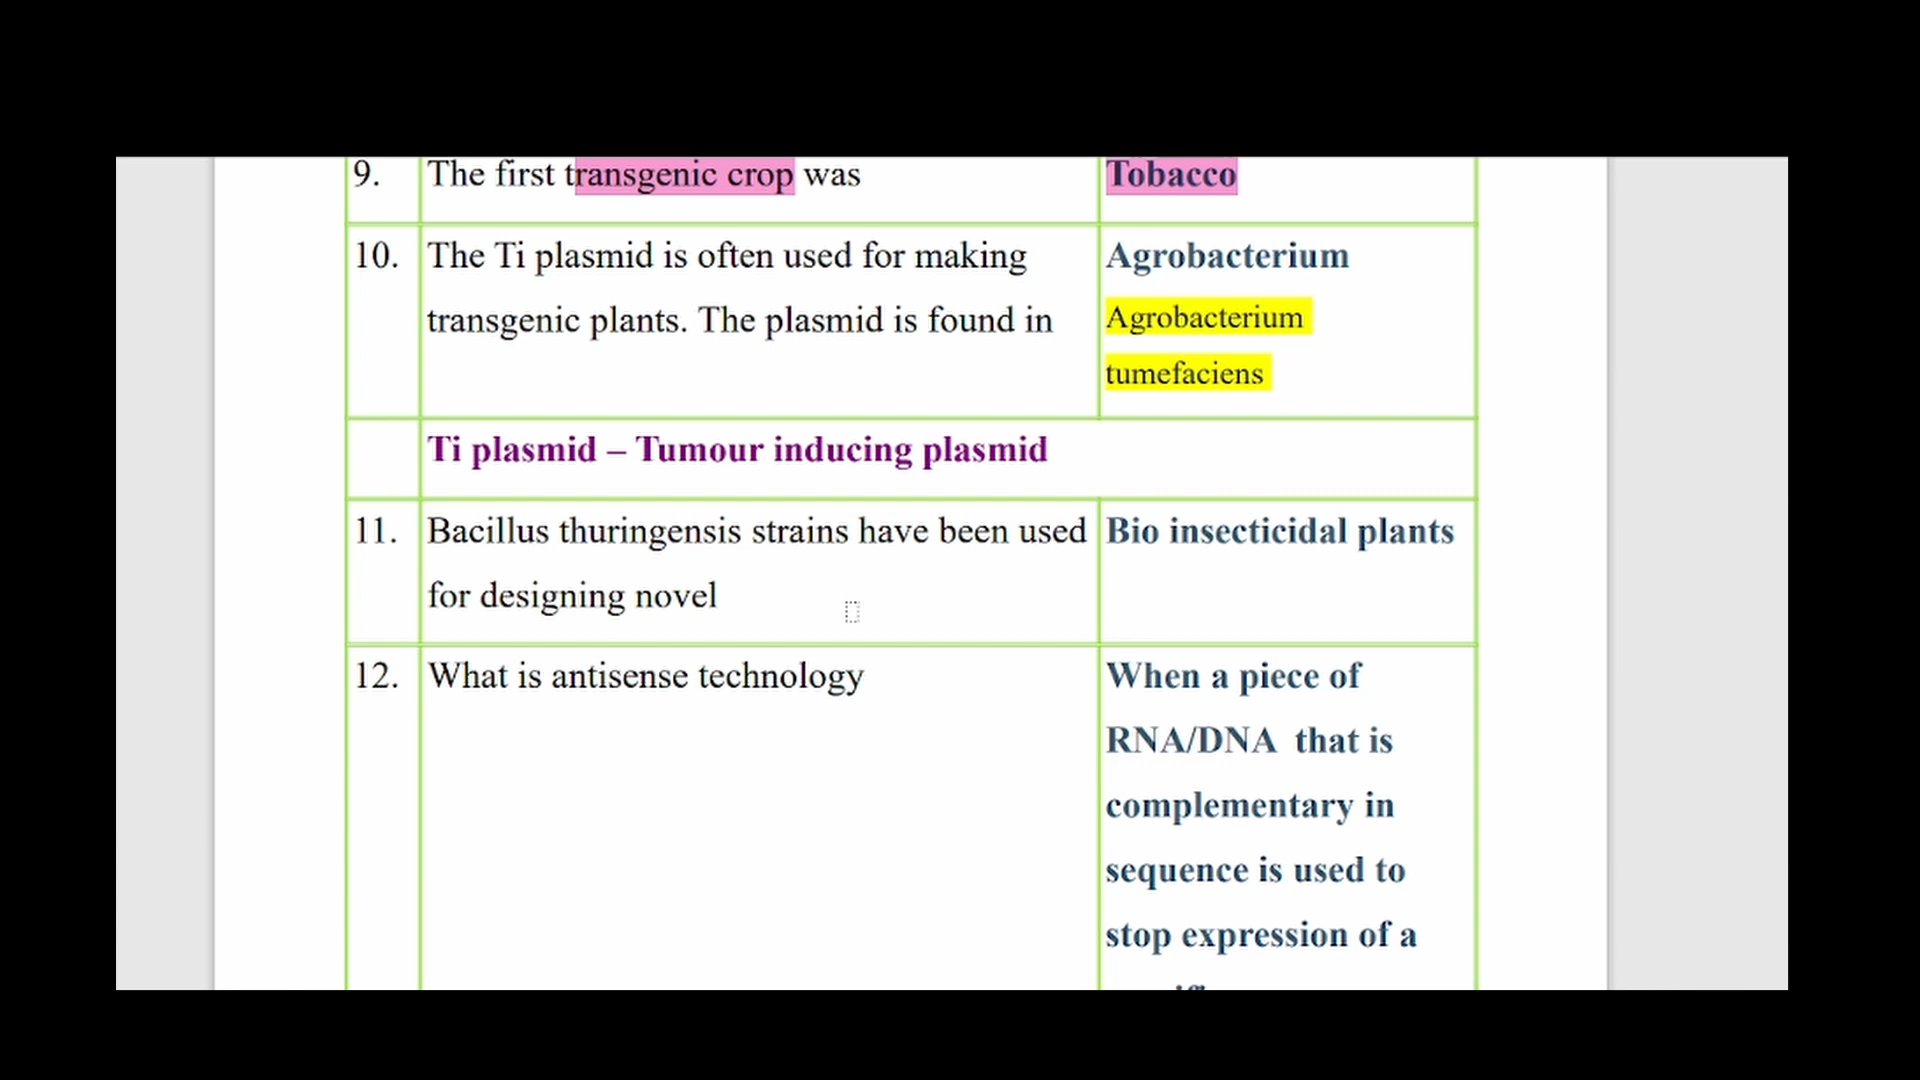 9. The first transgenic crop was Tobacco
10. The Ti plasmid is often used for making Agrobacterium
transgenic plants. The plasmid is found in Agrobacterium
tumefaciens
Ti plasmid – Tumour inducing plasmid
11. Bacillus thuringensis strains have been used Bio insecticidal plants
for designing novel
12. What is antisense technology When a piece of
RNA/DNA that is
complementary in
sequence is used to
stop expression of a